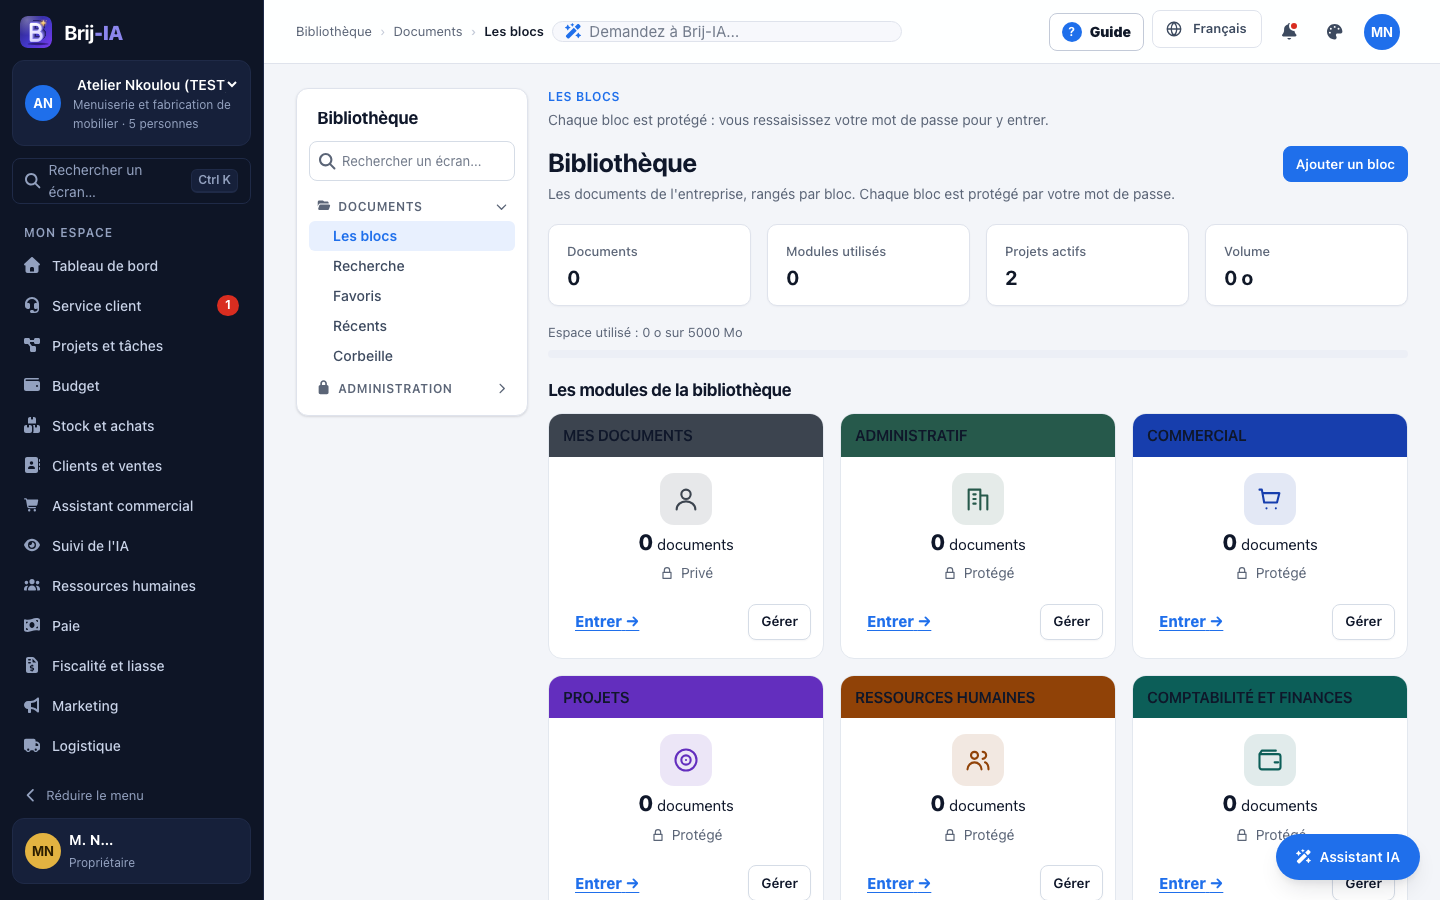 Brij-IA
AN
Atelier Nkoulou (TEST
Menuiserie et fabrication de
mobilier · 5 personnes
Rechercher un
écran...
Ctrl K
MON ESPACE
Tableau de bord
Service client
1
Projets et tâches
Budget
Stock et achats
Clients et ventes
Assistant commercial
Suivi de l'IA
Ressources humaines
Paie
Fiscalité et liasse
Marketing
Logistique
Réduire le menu
MN
M. N...
Propriétaire
Bibliothèque › Documents › Les blocs
Demandez à Brij-IA...
? Guide
Français
MN
Bibliothèque
Rechercher un écran...
DOCUMENTS
Les blocs
Recherche
Favoris
Récents
Corbeille
ADMINISTRATION
LES BLOCS
Chaque bloc est protégé : vous ressaisissez votre mot de passe pour y entrer.
Bibliothèque
Ajouter un bloc
Les documents de l'entreprise, rangés par bloc. Chaque bloc est protégé par votre mot de passe.
Documents
0
Modules utilisés
0
Projets actifs
2
Volume
0 o
Espace utilisé : 0 o sur 5000 Mo
Les modules de la bibliothèque
MES DOCUMENTS
0 documents
Privé
Entrer →
Gérer
ADMINISTRATIF
0 documents
Protégé
Entrer →
Gérer
COMMERCIAL
0 documents
Protégé
Entrer →
Gérer
PROJETS
0 documents
Protégé
Entrer →
Gérer
RESSOURCES HUMAINES
0 documents
Protégé
Entrer →
Gérer
COMPTABILITÉ ET FINANCES
0 documents
Protégé
Entrer →
Gérer
Assistant IA